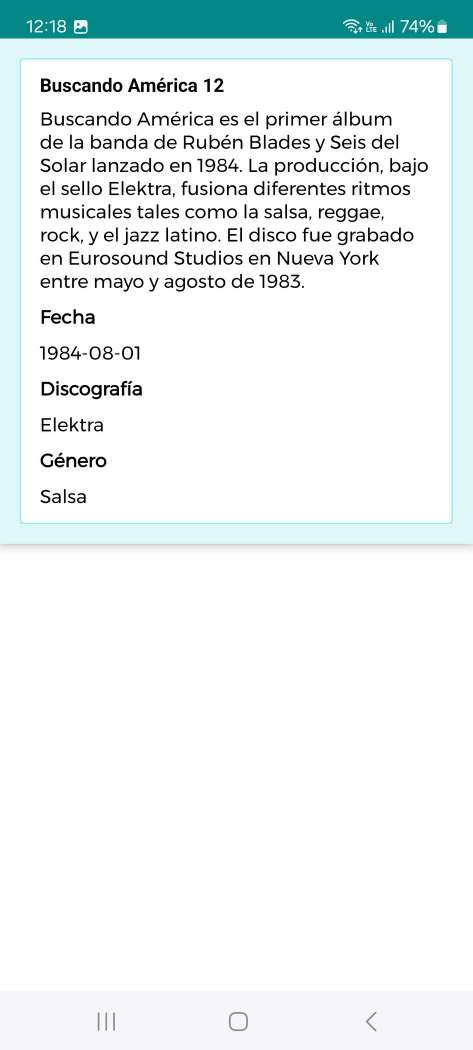 12:18
Vo LTE 74%
Buscando América 12
Buscando América es el primer álbum
de la banda de Rubén Blades y Seis del
Solar lanzado en 1984. La producción, bajo
el sello Elektra, fusiona diferentes ritmos
musicales tales como la salsa, reggae,
rock, y el jazz latino. El disco fue grabado
en Eurosound Studios en Nueva York
entre mayo y agosto de 1983.
Fecha
1984-08-01
Discografía
Elektra
Género
Salsa